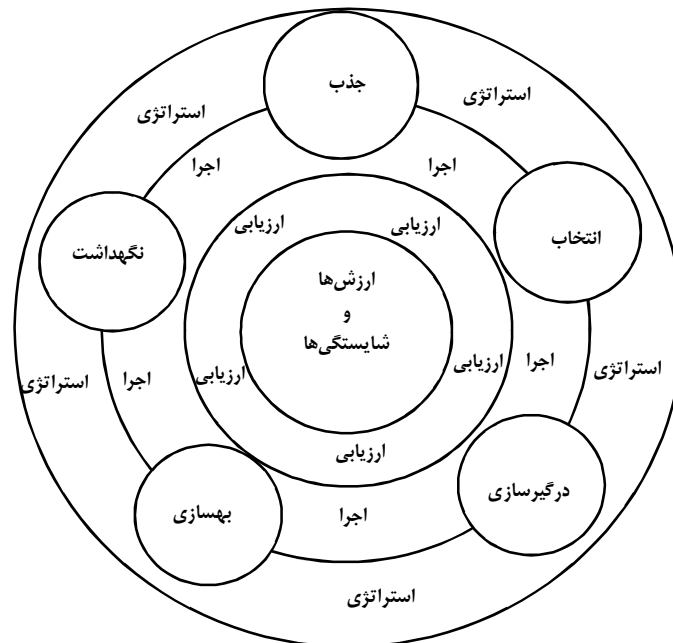 جذب
استراتژی
استراتژی
اجرا
اجرا
ارزیابی
ارزیابی
انتخاب
نگهداشت
ارزش‌ها
و
شایستگی‌ها
استراتژی
اجرا
ارزیابی
ارزیابی
اجرا
استراتژی
ارزیابی
درگیرسازی
بهسازی
اجرا
استراتژی